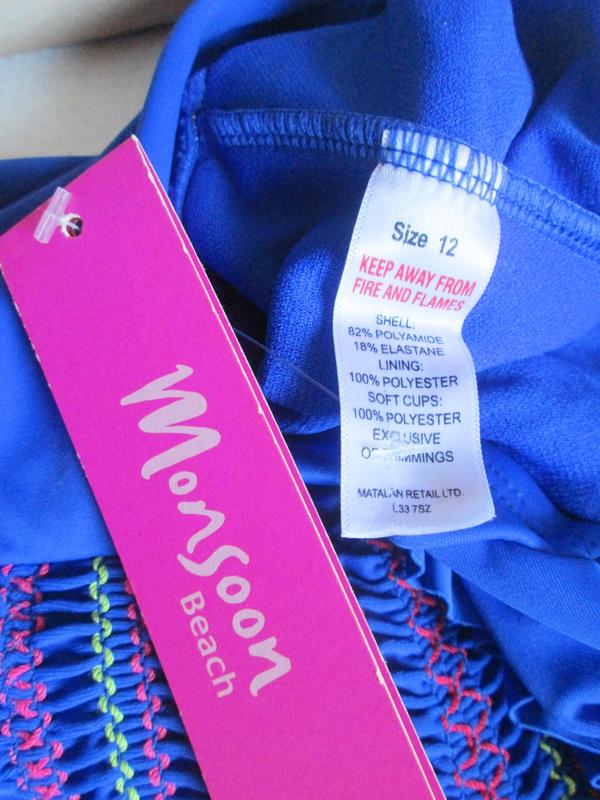 Monsoon
Beach
Size 12
KEEP AWAY FROM
FIRE AND FLAMES
SHELL:
82% POLYAMIDE
18% ELASTANE
LINING:
100% POLYESTER
SOFT CUPS:
100% POLYESTER
EXCLUSIVE
OF TRIMMINGS
MATALAN RETAIL LTD.
L33 7SZ